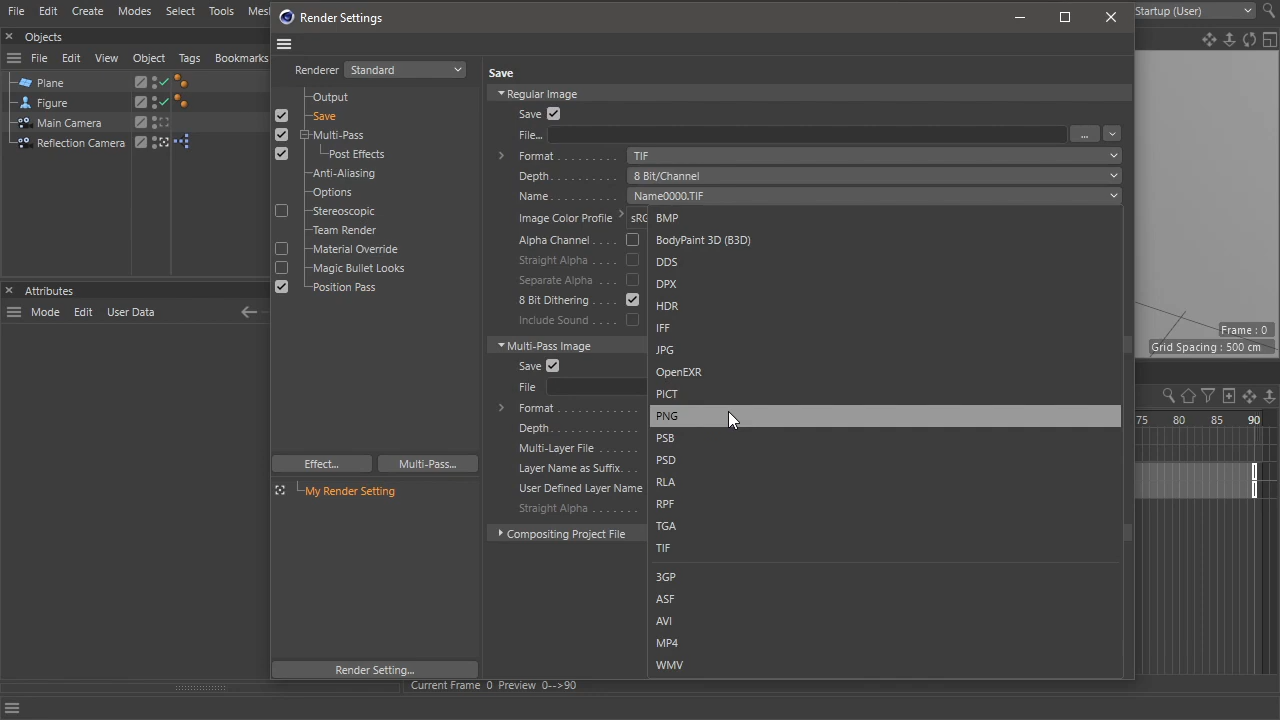 File Edit Create Modes Select Tools
Render Settings
Startup (User)
Objects
File Edit View Object Tags Bookmarks
Plane
Figure
Main Camera
Reflection Camera
Attributes
Mode Edit User Data
Renderer Standard
Output
Save
Multi-Pass
Post Effects
Anti-Aliasing
Options
Stereoscopic
Team Render
Material Override
Magic Bullet Looks
Position Pass
Effect... Multi-Pass...
My Render Setting
Render Setting...
Save
Regular Image
Save
File... ...
Format . . . . . . . . . TIF
Depth. . . . . . . . . . 8 Bit/Channel
Name . . . . . . . . . . Name0000.TIF
Image Color Profile
Alpha Channel . . . .
Straight Alpha . . . .
Separate Alpha . . . .
8 Bit Dithering . . . .
Include Sound . . . .
Multi-Pass Image
Save
File
Format . . . . . . . . . . . .
Depth. . . . . . . . . . . . .
Multi-Layer File . . . . . .
Layer Name as Suffix. . .
User Defined Layer Name
Straight Alpha . . . . . . .
Compositing Project File
BMP
BodyPaint 3D (B3D)
DDS
DPX
HDR
IFF
JPG
OpenEXR
PICT
PNG
PSB
PSD
RLA
RPF
TGA
TIF
3GP
ASF
AVI
MP4
WMV
Frame : 0
Grid Spacing : 500 cm
75 80 85 90
Current Frame 0 Preview 0-->90